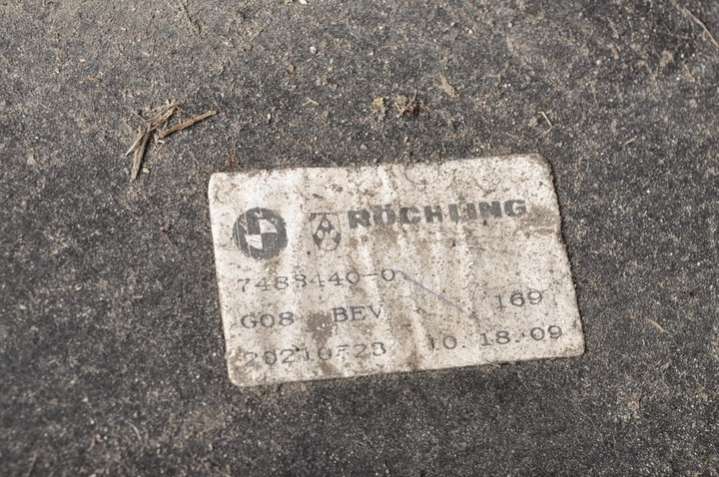 RÖCHLING
7488440-0
G08 BEV 169
20210723 10.18.09